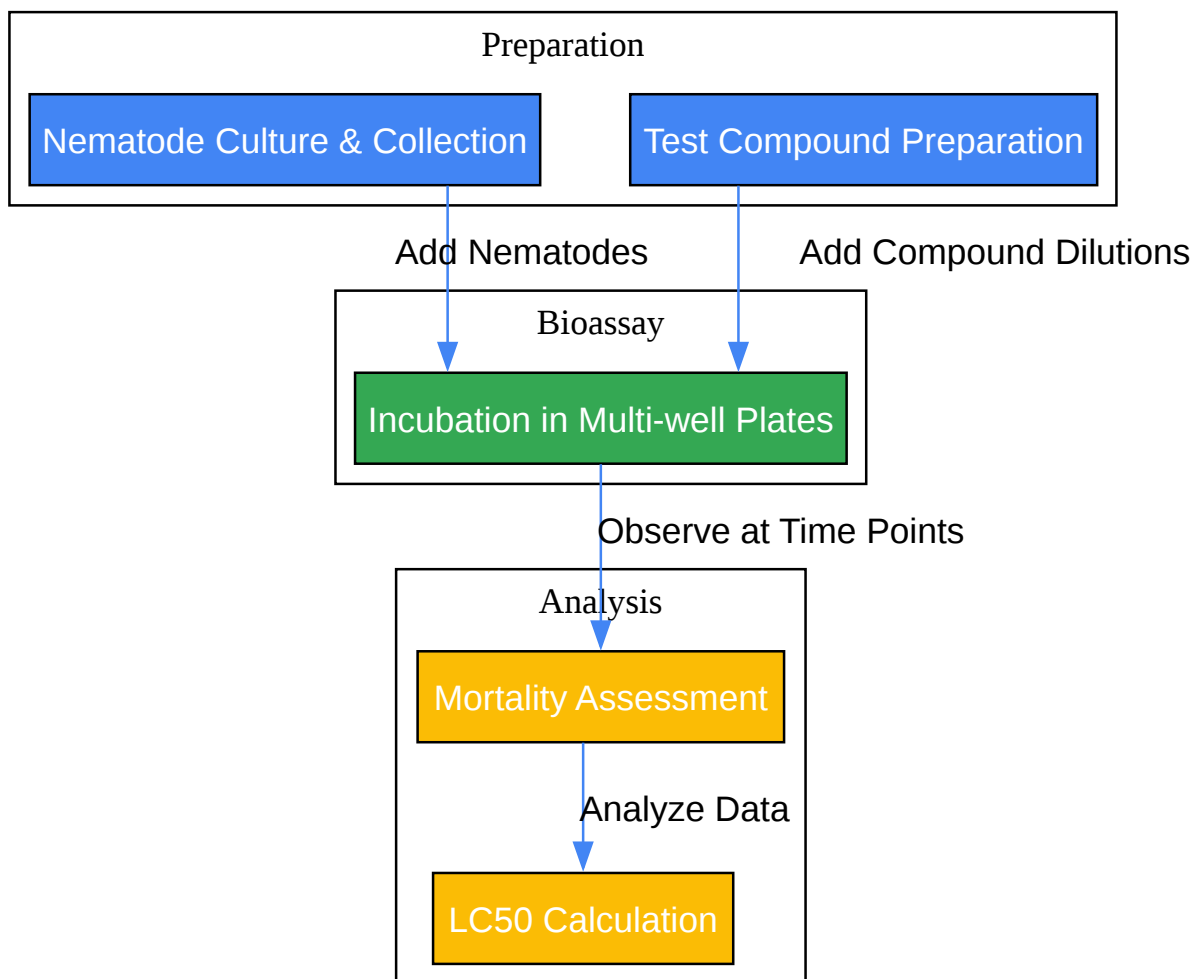 Preparation
Nematode Culture & Collection
Test Compound Preparation
Add Nematodes
Add Compound Dilutions
Bioassay
Incubation in Multi-well Plates
Observe at Time Points
Analysis
Mortality Assessment
Analyze Data
LC50 Calculation